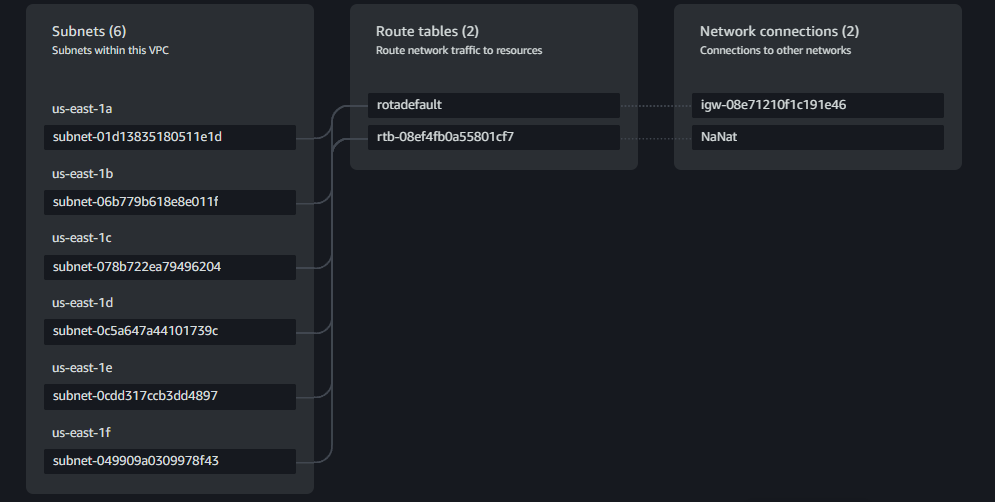 Subnets (6)
Subnets within this VPC
us-east-1a
subnet-01d13835180511e1d
us-east-1b
subnet-06b779b618e8e011f
us-east-1c
subnet-078b722ea79496204
us-east-1d
subnet-0c5a647a44101739c
us-east-1e
subnet-0cdd317ccb3dd4897
us-east-1f
subnet-049909a0309978f43
Route tables (2)
Route network traffic to resources
rotadefault
rtb-08ef4fb0a55801cf7
Network connections (2)
Connections to other networks
igw-08e71210f1c191e46
NaNat